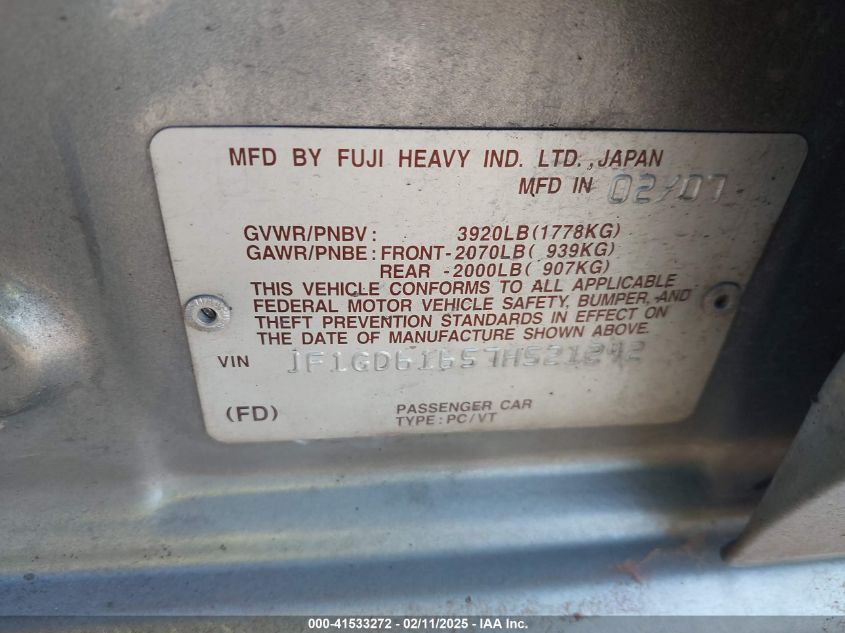 MFD BY FUJI HEAVY IND. LTD., JAPAN
MFD IN 02/07
GVWR/PNBV: 3920LB(1778KG)
GAWR/PNBE: FRONT-2070LB( 939KG)
REAR -2000LB( 907KG)
THIS VEHICLE CONFORMS TO ALL APPLICABLE
FEDERAL MOTOR VEHICLE SAFETY, BUMPER, AND
THEFT PREVENTION STANDARDS IN EFFECT ON
THE DATE OF MANUFACTURE SHOWN ABOVE.
VIN JF1GD61657H521242
(FD) PASSENGER CAR
TYPE: PC/VT
000-41533272 - 02/11/2025 - IAA Inc.